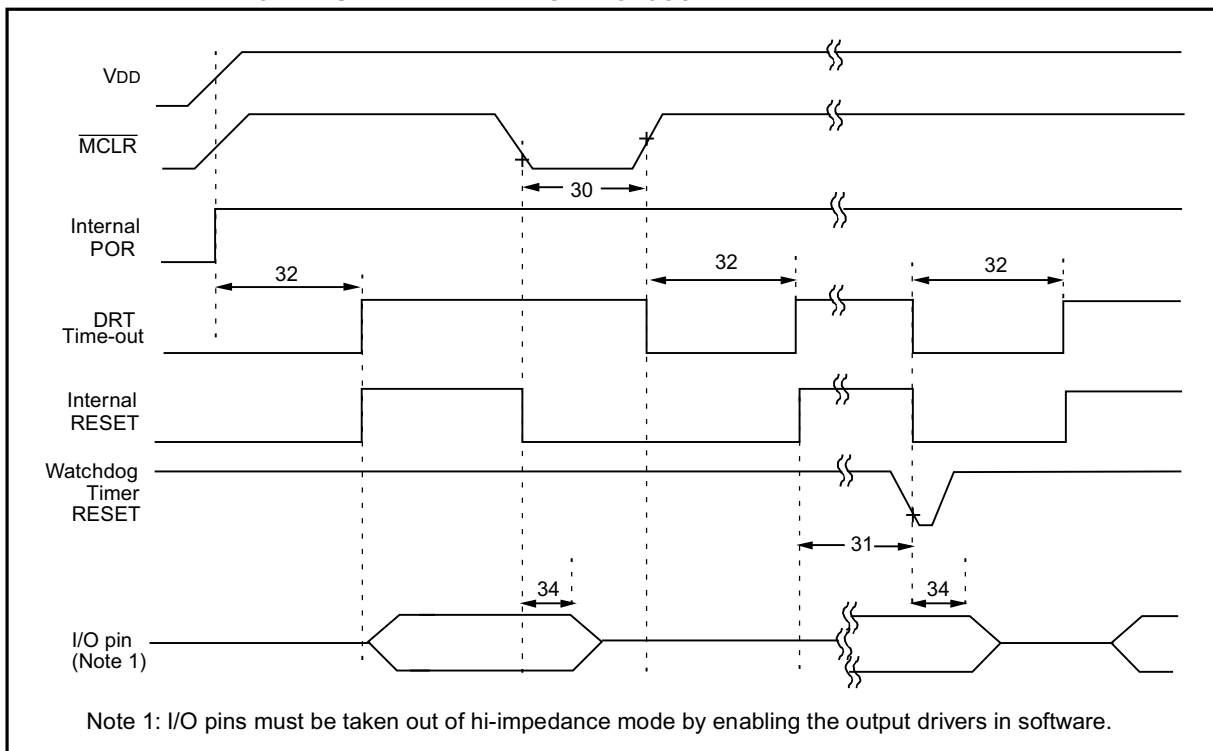 VDD
MCLR
30
Internal
POR
32
32
32
DRT
Time-out
Internal
RESET
Watchdog
Timer
RESET
31
34
34
I/O pin
(Note 1)
Note 1: I/O pins must be taken out of hi-impedance mode by enabling the output drivers in software.